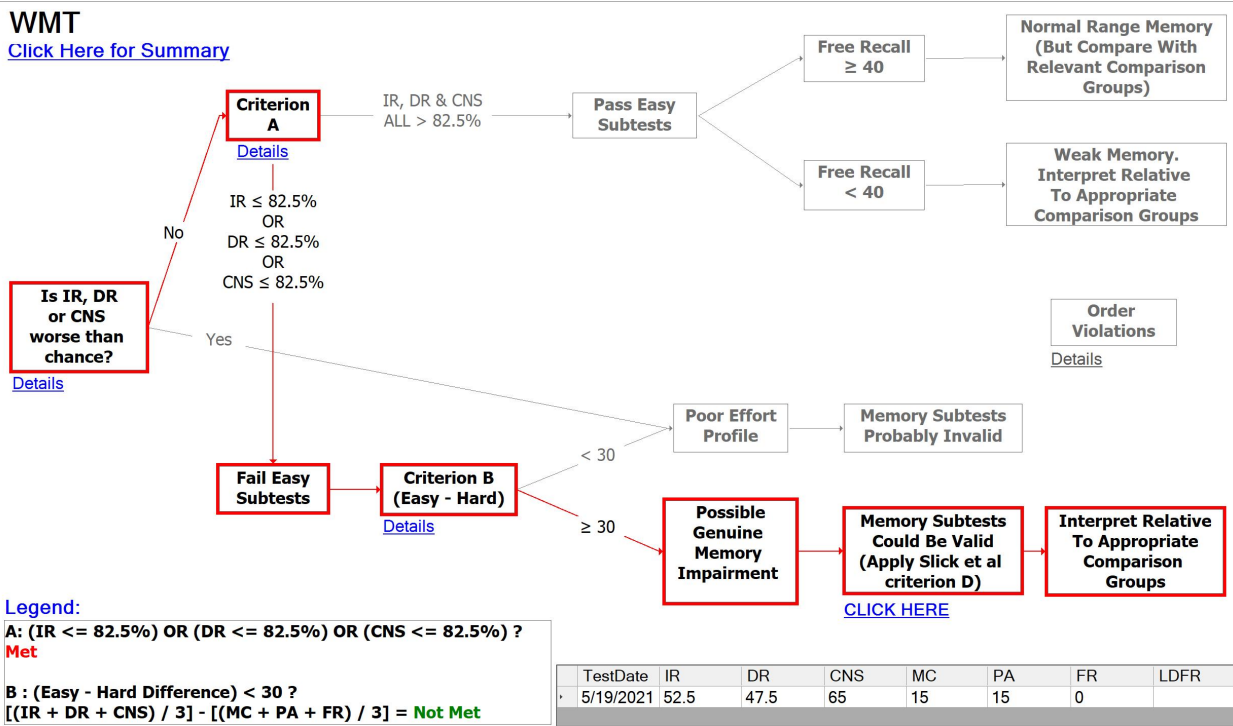 WMT
Click Here for Summary
Criterion
A
Details
IR, DR & CNS
ALL > 82.5%
Pass Easy
Subtests
Free Recall
≥ 40
Normal Range Memory
(But Compare With
Relevant Comparison
Groups)
Free Recall
< 40
Weak Memory.
Interpret Relative
To Appropriate
Comparison Groups
IR ≤ 82.5%
OR
DR ≤ 82.5%
OR
CNS ≤ 82.5%
No
Is IR, DR
or CNS
worse than
chance?
Details
Yes
Order
Violations
Details
Poor Effort
Profile
Memory Subtests
Probably Invalid
< 30
Fail Easy
Subtests
Criterion B
(Easy - Hard)
Details
≥ 30
Possible
Genuine
Memory
Impairment
Memory Subtests
Could Be Valid
(Apply Slick et al
criterion D)
CLICK HERE
Interpret Relative
To Appropriate
Comparison
Groups
Legend:
A: (IR <= 82.5%) OR (DR <= 82.5%) OR (CNS <= 82.5%) ?
Met
B : (Easy - Hard Difference) < 30 ?
[(IR + DR + CNS) / 3] - [(MC + PA + FR) / 3] = Not Met
TestDate IR DR CNS MC PA FR LDFR
5/19/2021 52.5 47.5 65 15 15 0